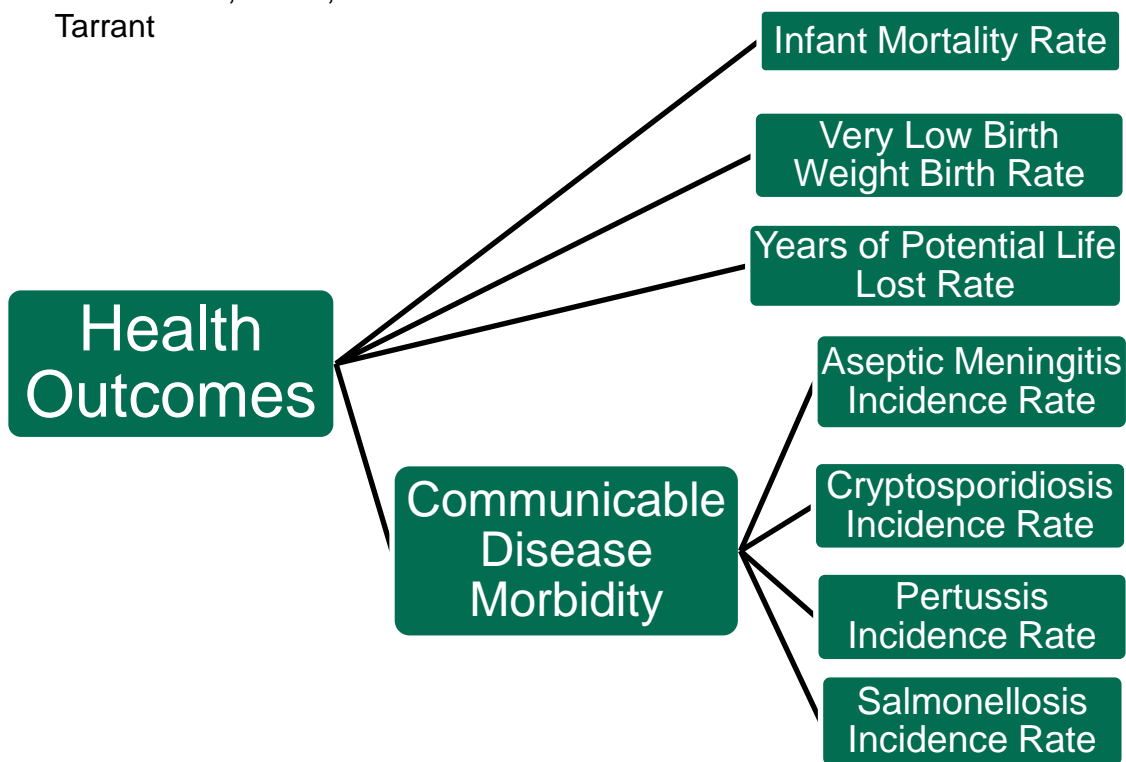 Tarrant
Infant Mortality Rate
Very Low Birth
Weight Birth Rate
Years of Potential Life
Lost Rate
Health
Outcomes
Aseptic Meningitis
Incidence Rate
Communicable
Disease
Morbidity
Cryptosporidiosis
Incidence Rate
Pertussis
Incidence Rate
Salmonellosis
Incidence Rate